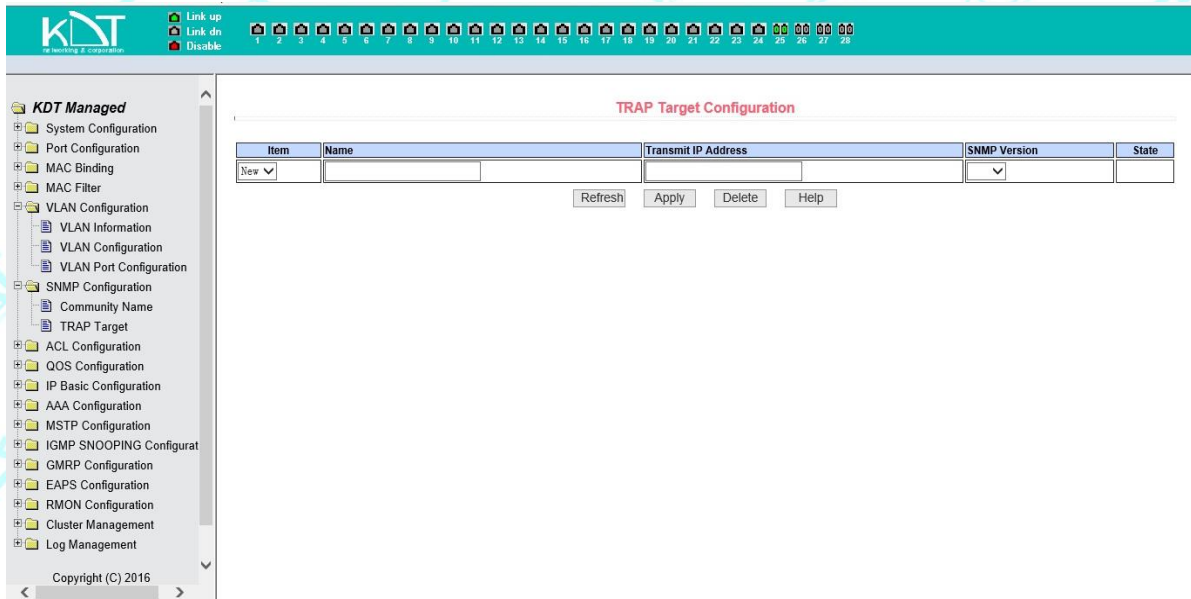 KDT
networking & corporation
Link up
Link dn
Disable
1 2 3 4 5 6 7 8 9 10 11 12 13 14 15 16 17 18 19 20 21 22 23 24 25 26 27 28
KDT Managed
System Configuration
Port Configuration
MAC Binding
MAC Filter
VLAN Configuration
VLAN Information
VLAN Configuration
VLAN Port Configuration
SNMP Configuration
Community Name
TRAP Target
ACL Configuration
QOS Configuration
IP Basic Configuration
AAA Configuration
MSTP Configuration
IGMP SNOOPING Configurat
GMRP Configuration
EAPS Configuration
RMON Configuration
Cluster Management
Log Management
Copyright (C) 2016
TRAP Target Configuration
Item Name Transmit IP Address SNMP Version State
New
Refresh Apply Delete Help